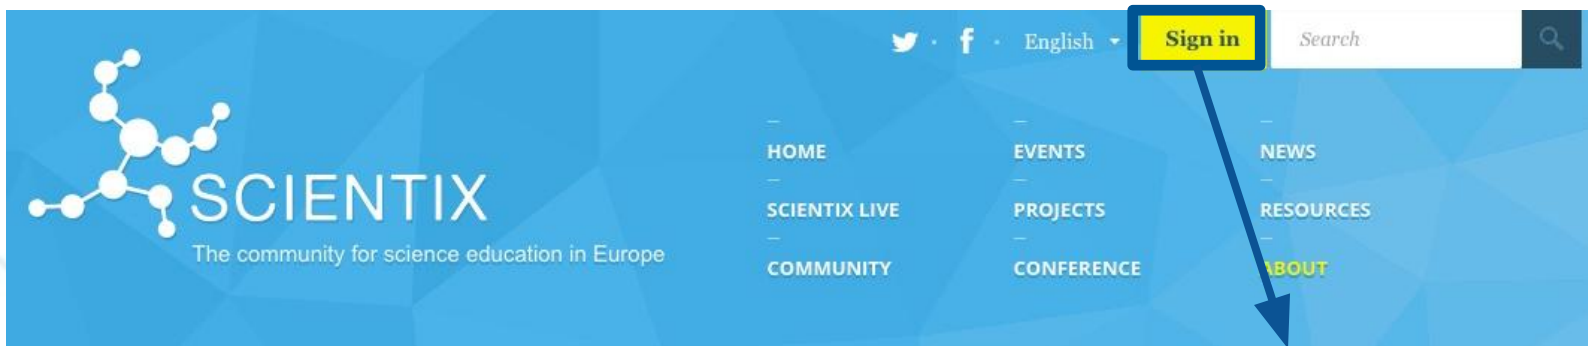 English
Sign in
Search
HOME
EVENTS
NEWS
SCIENTIX LIVE
PROJECTS
RESOURCES
COMMUNITY
CONFERENCE
ABOUT
SCIENTIX
The community for science education in Europe